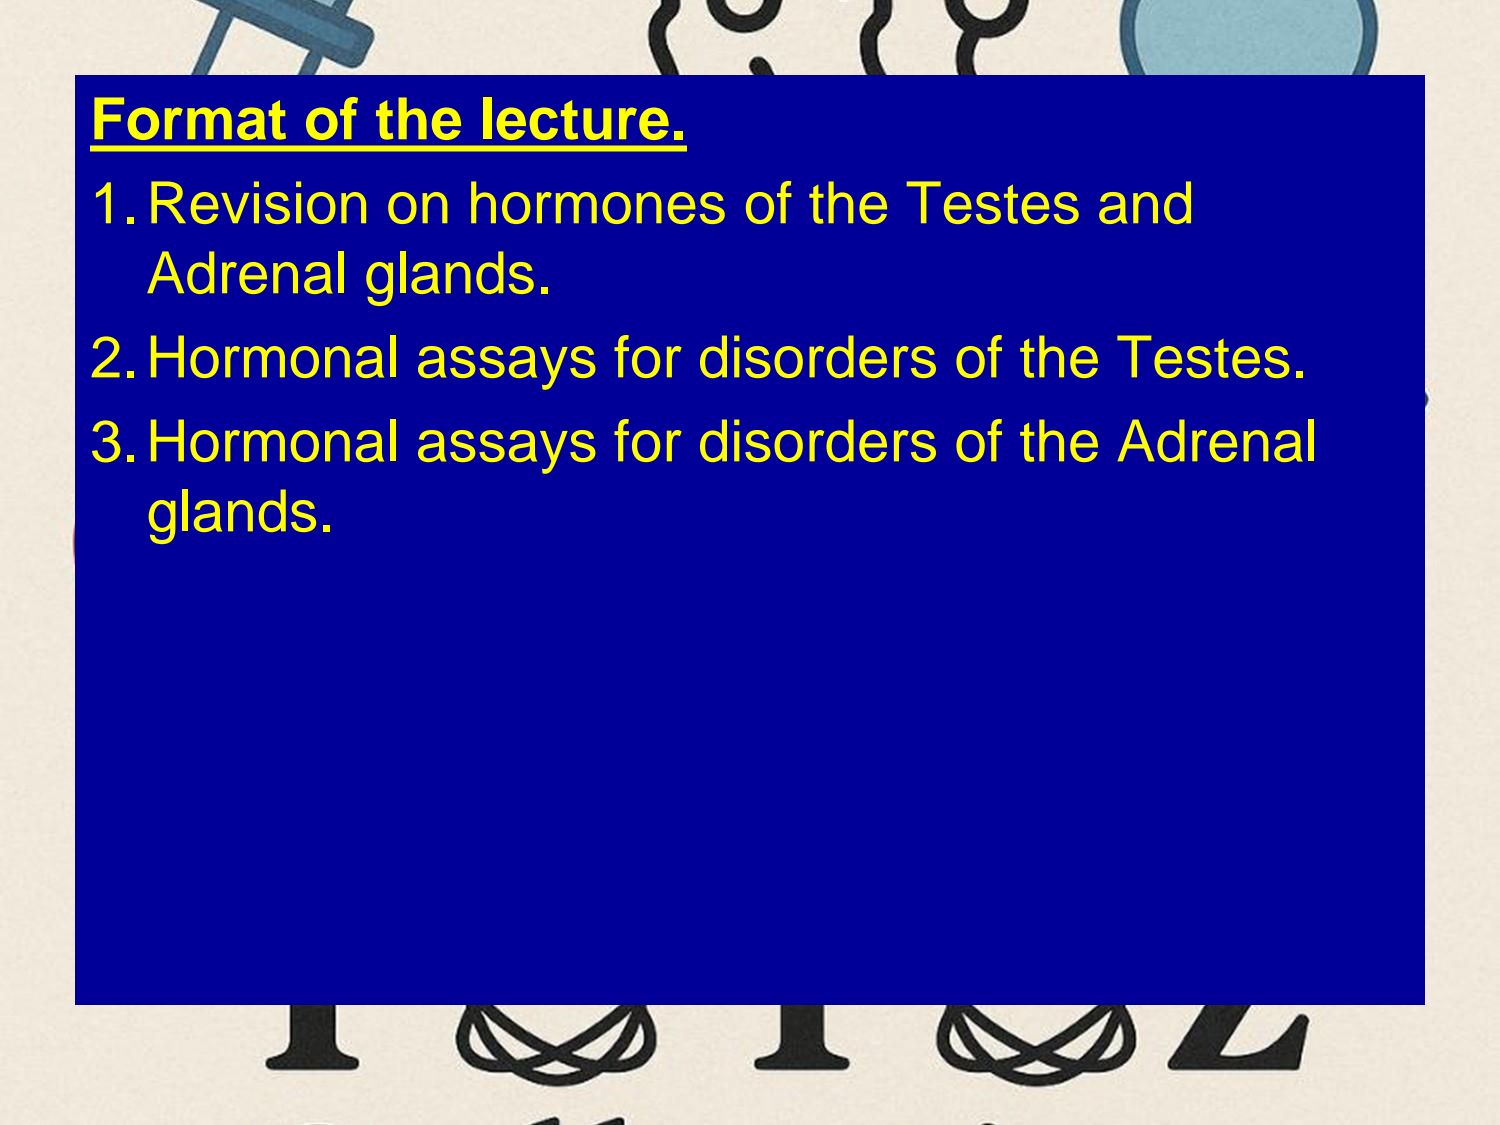 Format of the lecture.
1. Revision on hormones of the Testes and
Adrenal glands.
2. Hormonal assays for disorders of the Testes.
3. Hormonal assays for disorders of the Adrenal
glands.